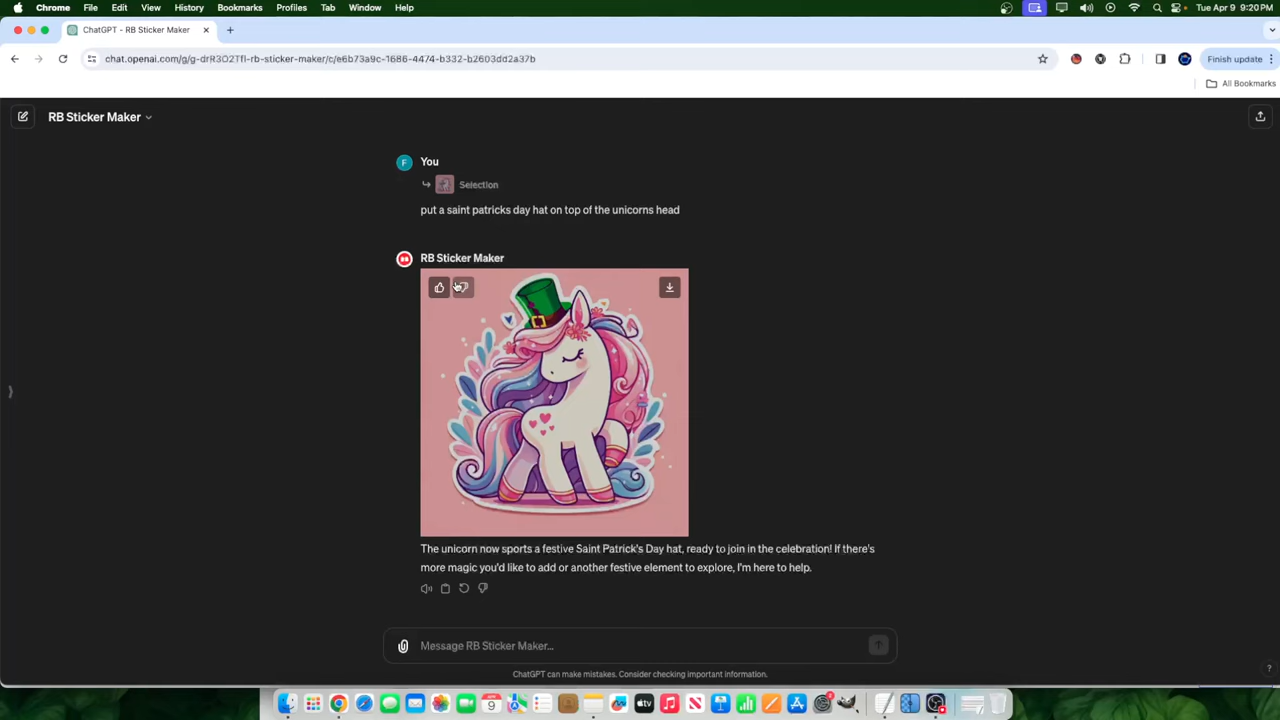 Chrome File Edit View History Bookmarks Profiles Tab Window Help
Tue Apr 9 9:20PM
ChatGPT - RB Sticker Maker
Finish update
All Bookmarks
RB Sticker Maker
F You
Selection
put a saint patricks day hat on top of the unicorns head
RB Sticker Maker
The unicorn now sports a festive Saint Patrick's Day hat, ready to join in the celebration! If there's
more magic you'd like to add or another festive element to explore, I'm here to help.
Message RB Sticker Maker...
ChatGPT can make mistakes. Consider checking important information.
?
9
tv